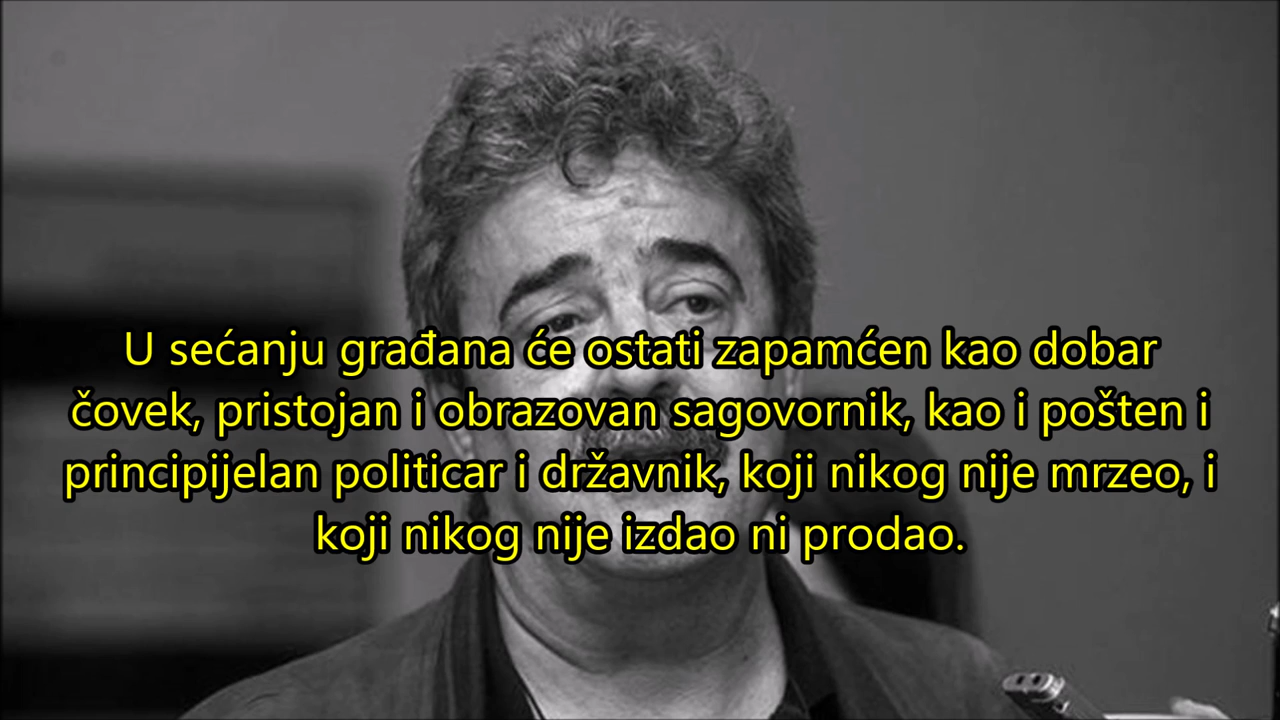 U sećanju građana će ostati zapamćen kao dobar
čovek, pristojan i obrazovan sagovornik, kao i pošten i
principijelan politicar i državnik, koji nikog nije mrzeo, i
koji nikog nije izdao ni prodao.